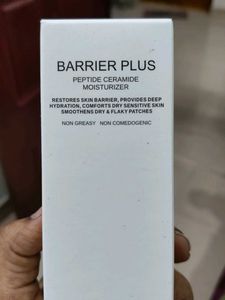 BARRIER PLUS
PEPTIDE CERAMIDE
MOISTURIZER
RESTORES SKIN BARRIER, PROVIDES DEEP
HYDRATION, COMFORTS DRY SENSITIVE SKIN
SMOOTHENS DRY & FLAKY PATCHES
NON GREASY NON COMEDOGENIC